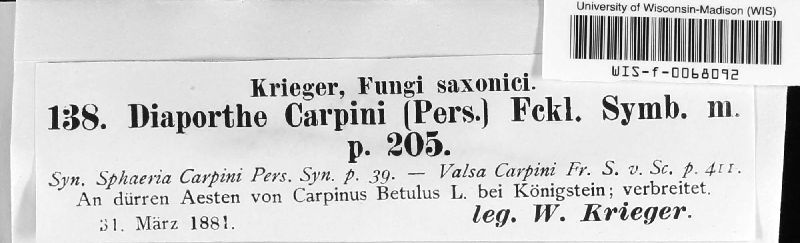 University of Wisconsin-Madison (WIS)
WIS-f-0068092
Krieger, Fungi saxonici.
138. Diaporthe Carpini (Pers.) Fckl. Symb. m.
p. 205.
Syn. Sphaeria Carpini Pers. Syn. p. 39. — Valsa Carpini Fr. S. v. Sc. p. 411.
An dürren Aesten von Carpinus Betulus L. bei Königstein; verbreitet.
31. März 1881.
leg. W. Krieger.